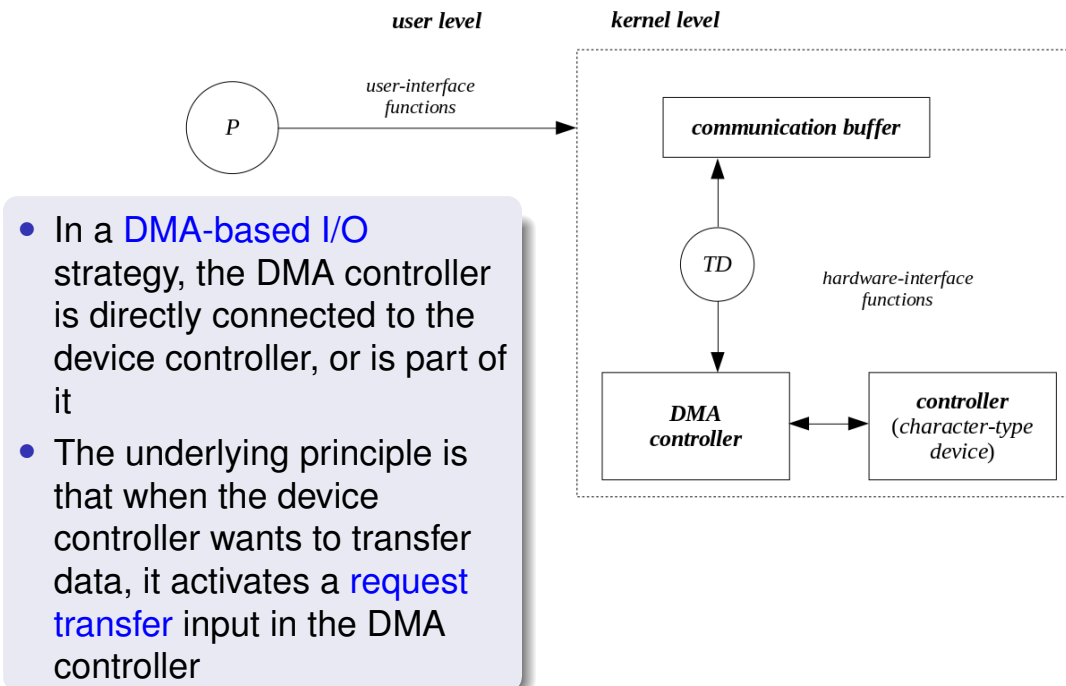 user level
kernel level
user-interface
functions
P
communication buffer
TD
hardware-interface
functions
DMA
controller
controller
(character-type
device)
• In a DMA-based I/O
strategy, the DMA controller
is directly connected to the
device controller, or is part of
it
• The underlying principle is
that when the device
controller wants to transfer
data, it activates a request
transfer input in the DMA
controller